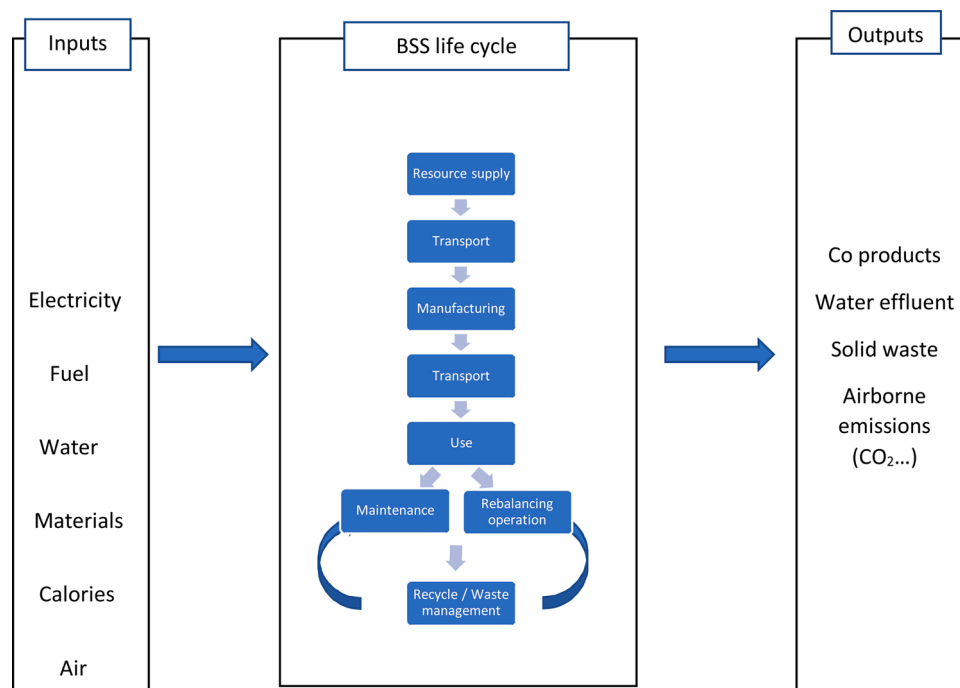 Inputs
Electricity
Fuel
Water
Materials
Calories
Air
BSS life cycle
Resource supply
Transport
Manufacturing
Transport
Use
Maintenance
Rebalancing
operation
Recycle / Waste
management
Outputs
Co products
Water effluent
Solid waste
Airborne
emissions
(CO₂...)